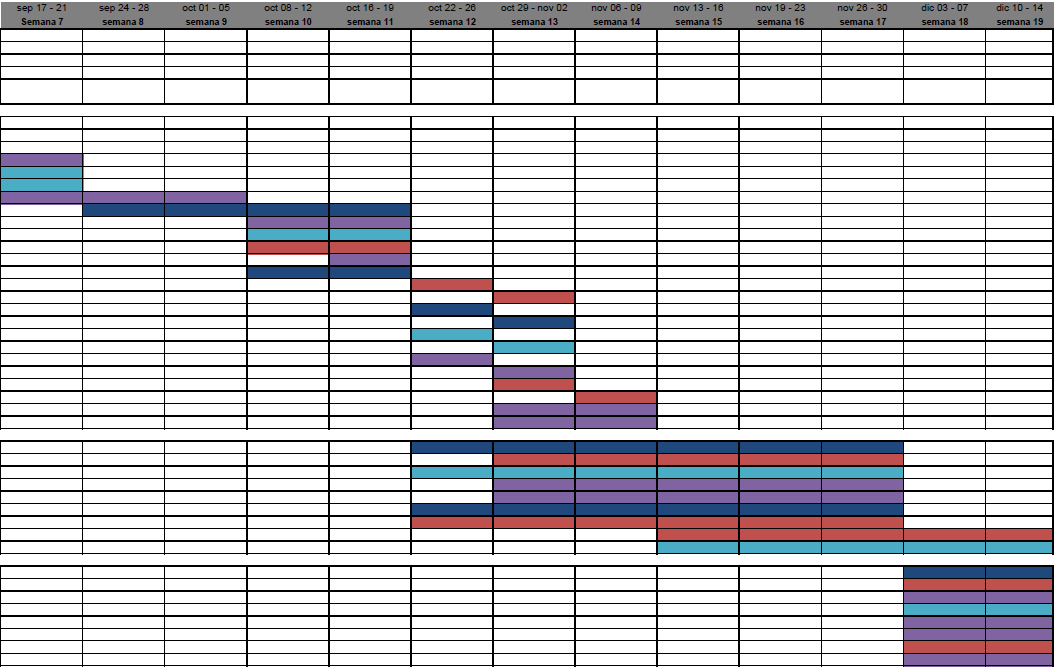 sep 17 - 21 sep 24 - 28 oct 01 - 05 oct 08 - 12 oct 16 - 19 oct 22 - 26 oct 29 - nov 02 nov 06 - 09 nov 13 - 16 nov 19 - 23 nov 26 - 30 dic 03 - 07 dic 10 - 14
Semana 7 semana 8 semana 9 semana 10 semana 11 semana 12 semana 13 semana 14 semana 15 semana 16 semana 17 semana 18 semana 19